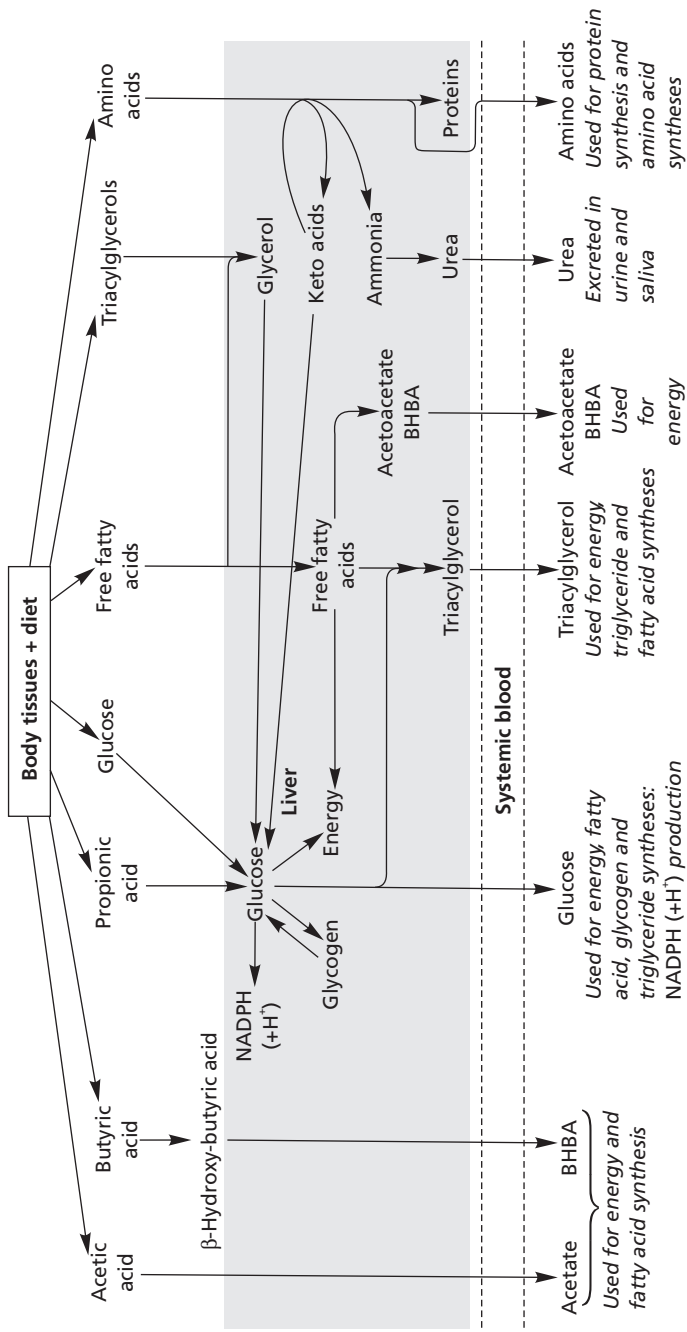 Body tissues + diet
Acetic
acid
Butyric
acid
Propionic
acid
Glucose
Free fatty
acids
Triacylglycerols
Amino
acids
β-Hydroxy-butyric acid
NADPH
(+H⁺)
Glucose
Glycogen
Energy
Liver
Free fatty
acids
Glycerol
Keto acids
Acetoacetate
BHBA
Ammonia
Triacylglycerol
Urea
Proteins
Systemic blood
Acetate
BHBA
Used for energy and
fatty acid synthesis
Glucose
Used for energy, fatty
acid, glycogen and
triglyceride syntheses:
NADPH (+H⁺) production
Triacylglycerol
Used for energy,
triglyceride and
fatty acid syntheses
Acetoacetate
BHBA Used
for
energy
Urea
Excreted in
urine and
saliva
Amino acids
Used for protein
synthesis and
amino acid
syntheses